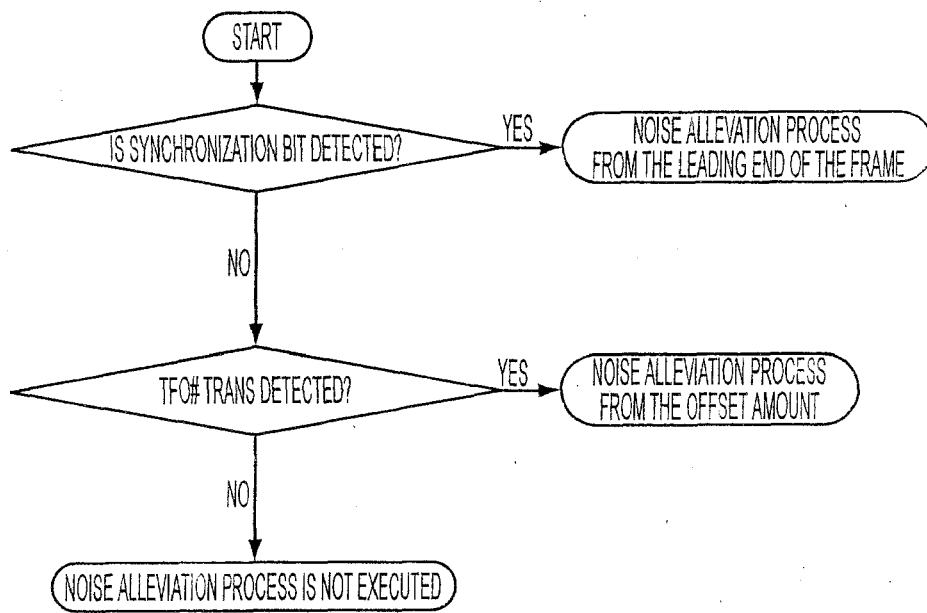 START
IS SYNCHRONIZATION BIT DETECTED?
YES
NOISE ALLEVATION PROCESS
FROM THE LEADING END OF THE FRAME
NO
TFO# TRANS DETECTED?
YES
NOISE ALLEVIATION PROCESS
FROM THE OFFSET AMOUNT
NO
NOISE ALLEVIATION PROCESS IS NOT EXECUTED